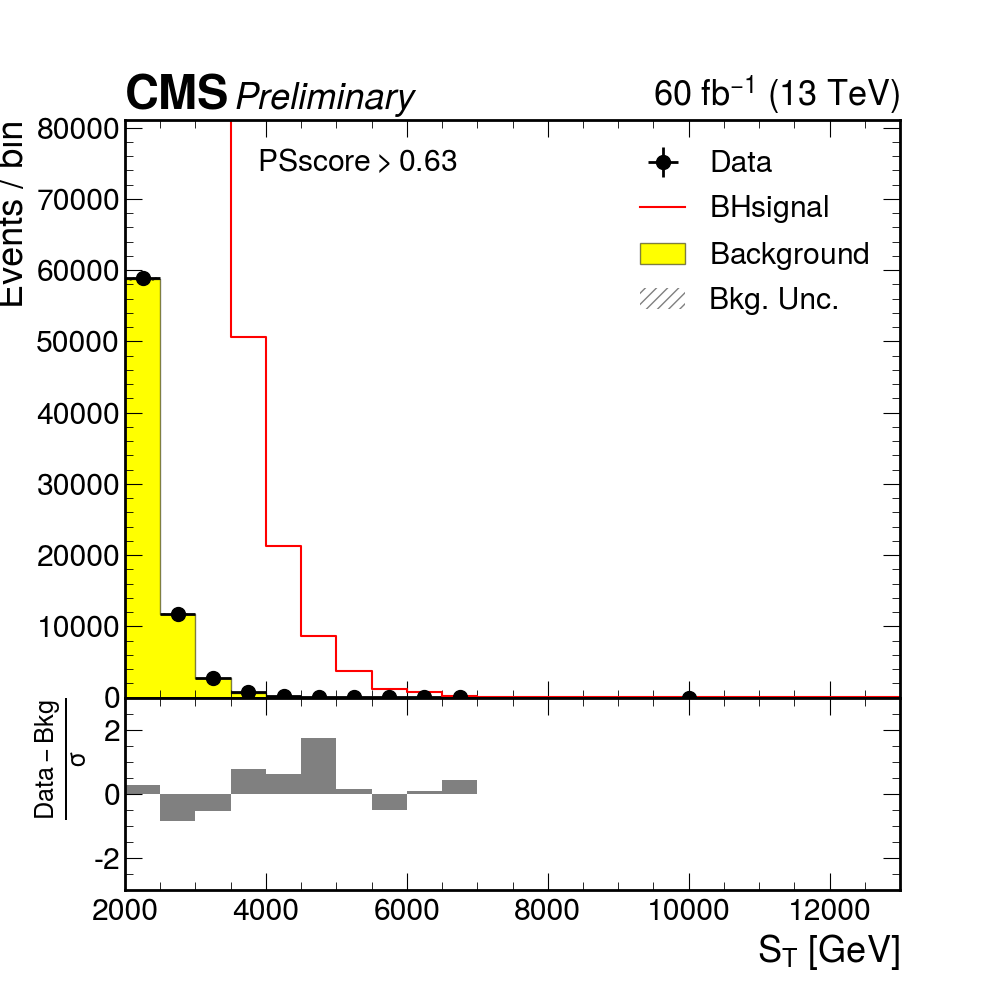 CMS Preliminary 60 fb⁻¹ (13 TeV)
Events / bin
80000
70000
60000
50000
40000
30000
20000
10000
0
PSscore > 0.63
Data
BHsignal
Background
Bkg. Unc.
Data − Bkg
σ
2
0
-2
2000 4000 6000 8000 10000 12000
S_T [GeV]